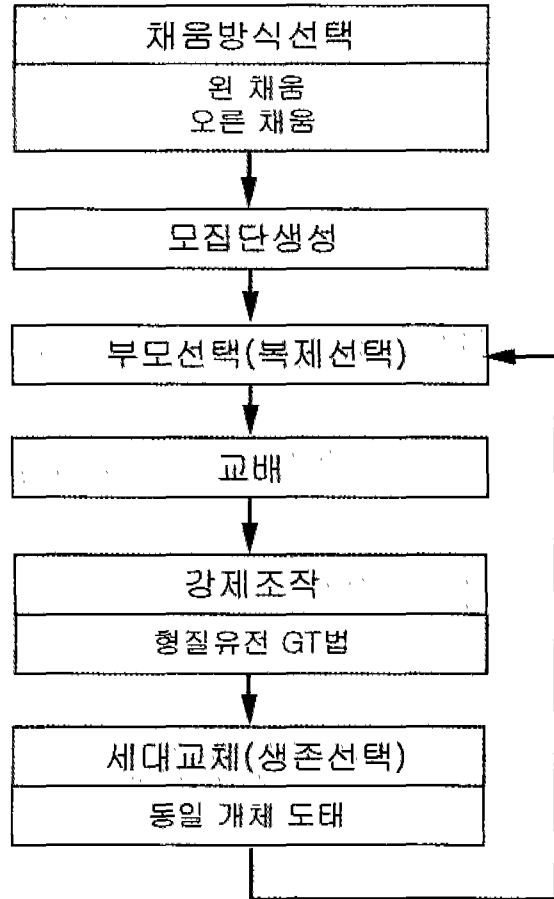 채움방식선택
왼 채움
오른 채움
모집단생성
부모선택(복제선택)
교배
강제조작
형질유전 GT법
세대교체(생존선택)
동일 개체 도태